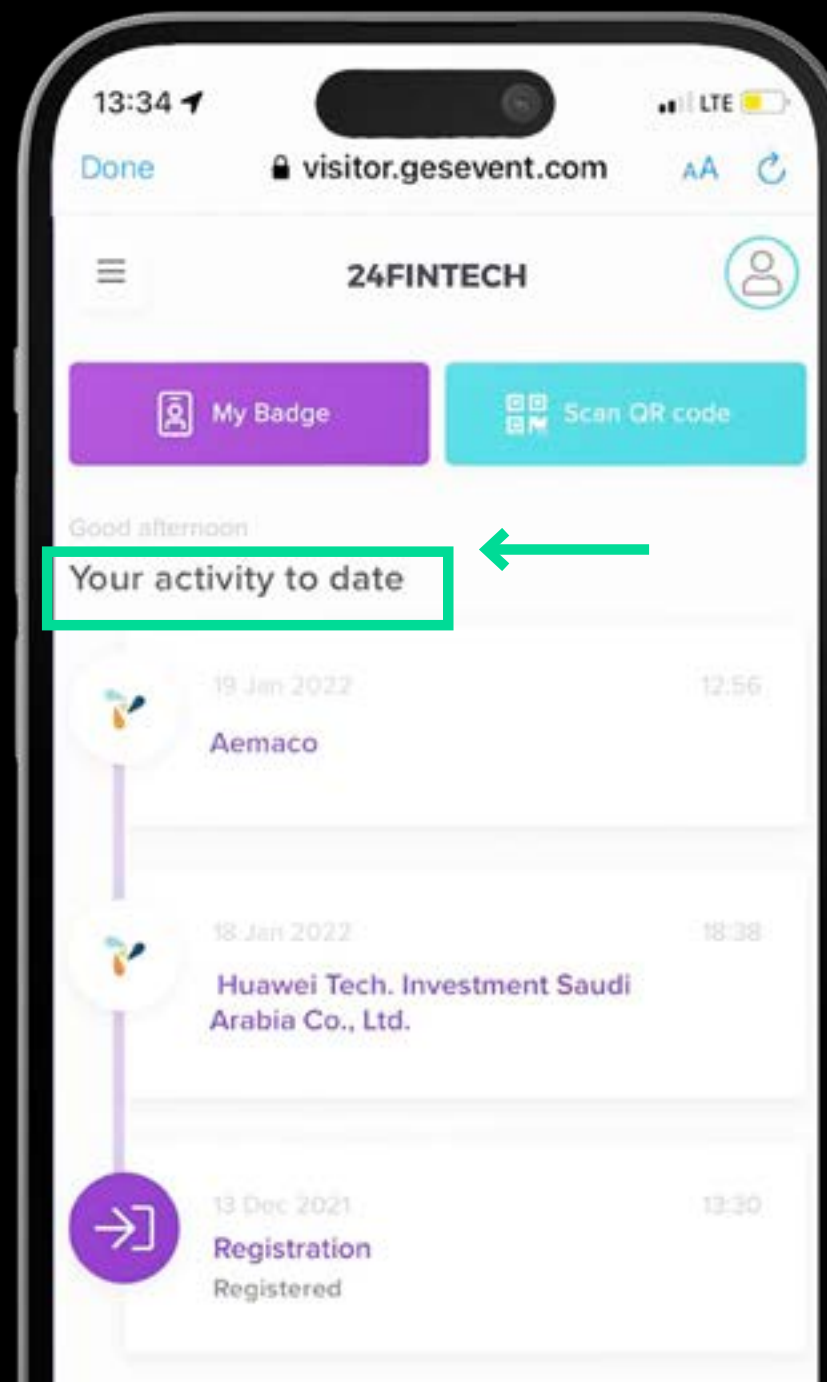 13:34
LTE
Done
visitor.gesevent.com
AA
24FINTECH
My Badge
Scan QR code
Good afternoon
Your activity to date
19 Jan 2022
12:56
Aemaco
18 Jan 2022
18:38
Huawei Tech. Investment Saudi
Arabia Co., Ltd.
13 Dec 2021
13:30
Registration
Registered